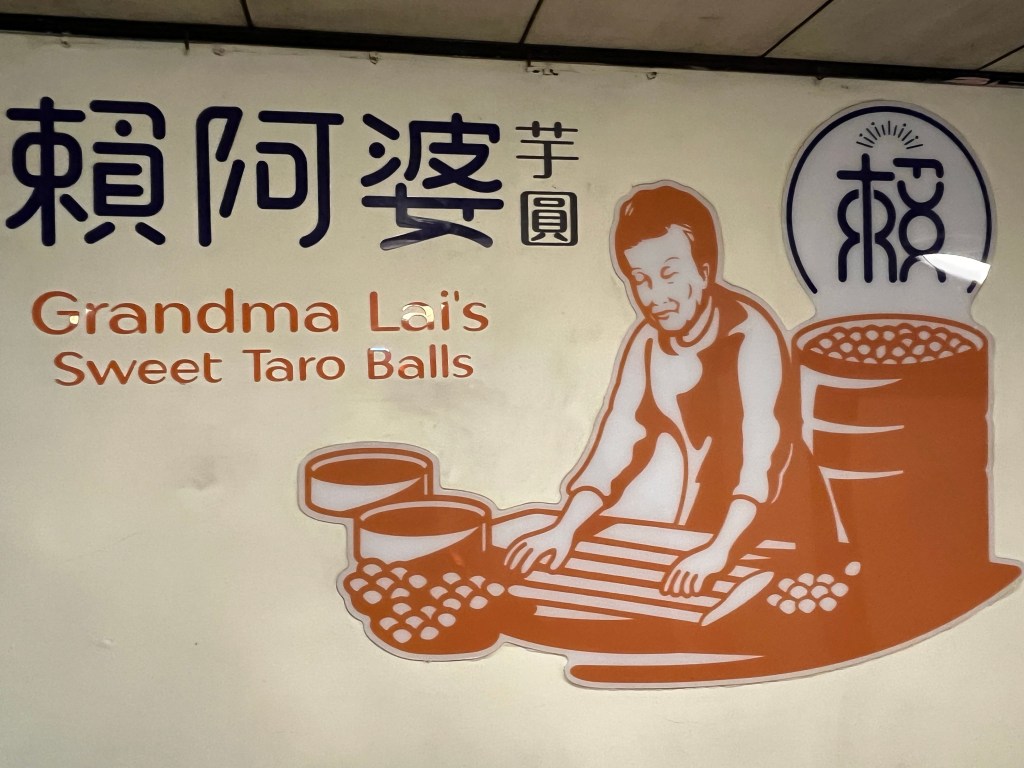 賴阿婆芋圓
Grandma Lai's
Sweet Taro Balls
賴